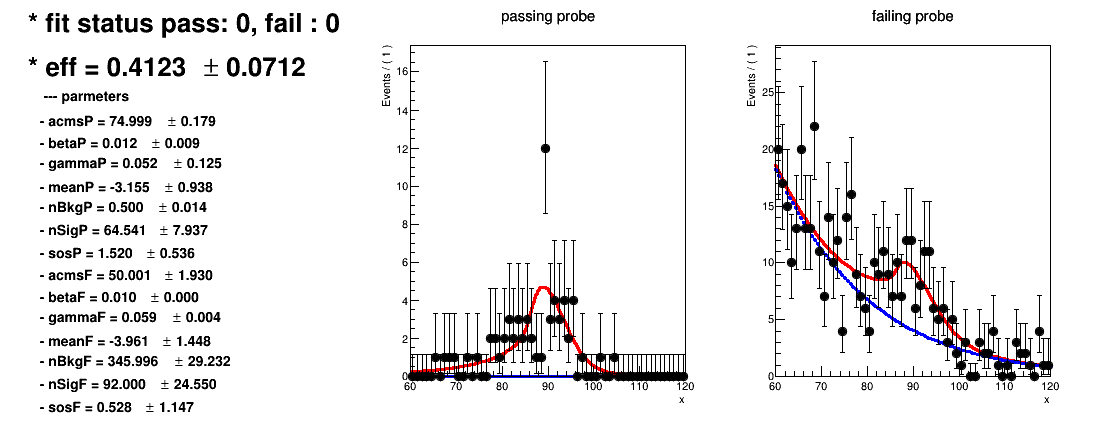 * fit status pass: 0, fail : 0
* eff = 0.4123 ± 0.0712
--- parmeters
- acmsP = 74.999 ± 0.179
- betaP = 0.012 ± 0.009
- gammaP = 0.052 ± 0.125
- meanP = -3.155 ± 0.938
- nBkgP = 0.500 ± 0.014
- nSigP = 64.541 ± 7.937
- sosP = 1.520 ± 0.536
- acmsF = 50.001 ± 1.930
- betaF = 0.010 ± 0.000
- gammaF = 0.059 ± 0.004
- meanF = -3.961 ± 1.448
- nBkgF = 345.996 ± 29.232
- nSigF = 92.000 ± 24.550
- sosF = 0.528 ± 1.147
passing probe
Events / ( 1 )
16
14
12
10
8
6
4
2
0
60 70 80 90 100 110 120
x
failing probe
Events / ( 1 )
25
20
15
10
5
0
60 70 80 90 100 110 120
x